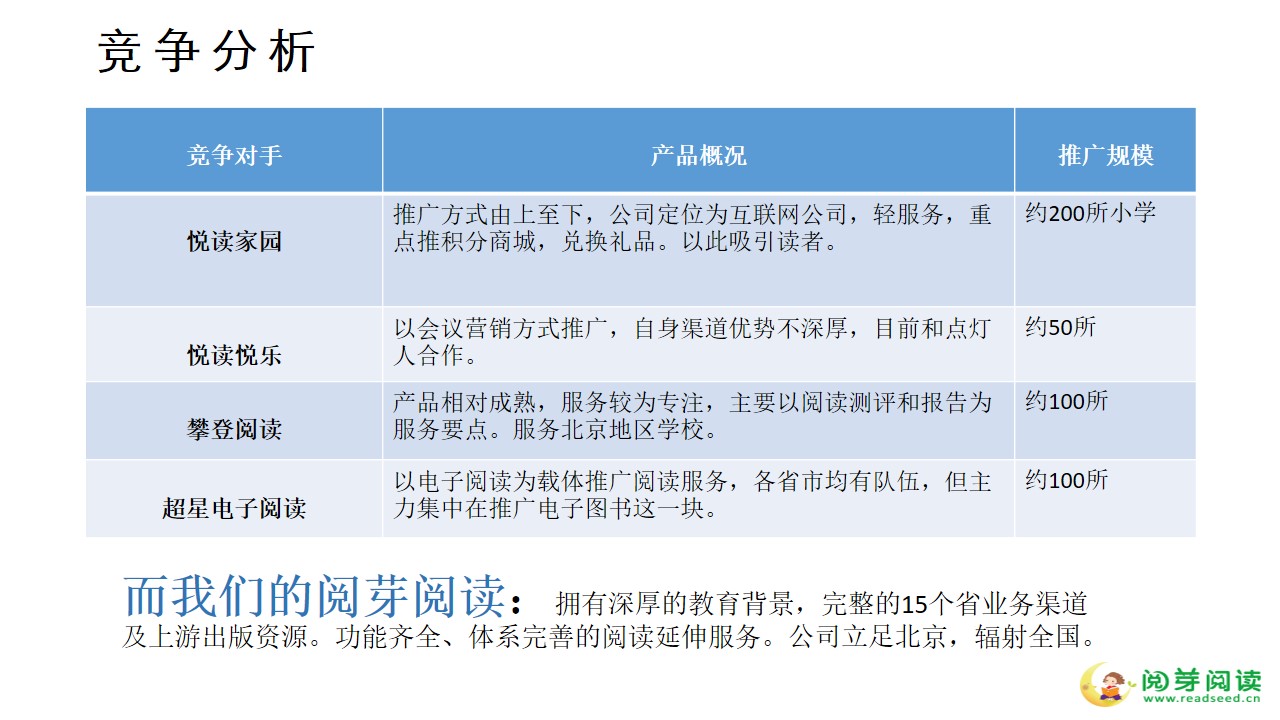 竞争分析
竞争对手
产品概况
推广规模
悦读家园
推广方式由上至下，公司定位为互联网公司，轻服务，重
点推积分商城，兑换礼品。以此吸引读者。
约200所小学
悦读悦乐
以会议营销方式推广，自身渠道优势不深厚，目前和点灯
人合作。
约50所
攀登阅读
产品相对成熟，服务较为专注，主要以阅读测评和报告为
服务要点。服务北京地区学校。
约100所
超星电子阅读
以电子阅读为载体推广阅读服务，各省市均有队伍，但主
力集中在推广电子图书这一块。
约100所
而我们的阅芽阅读：拥有深厚的教育背景，完整的15个省业务渠道
及上游出版资源。功能齐全、体系完善的阅读延伸服务。公司立足北京，辐射全国。
阅芽阅读
www.readseed.cn